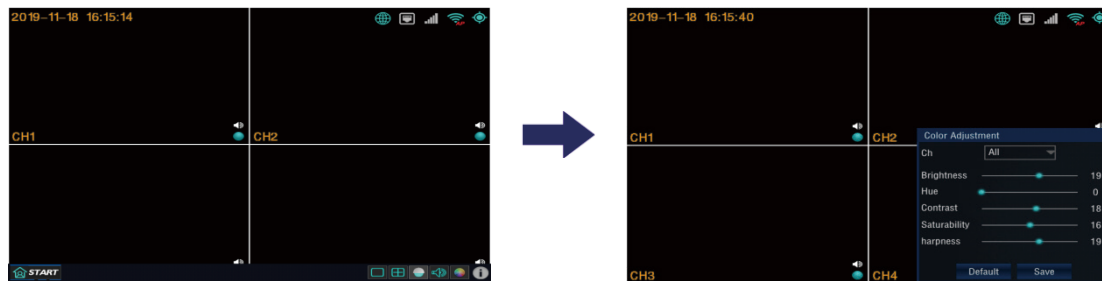 2019-11-18 16:15:14
CH1
CH2
START
2019-11-18 16:15:40
CH1
CH2
CH3
CH4
Color Adjustment
Ch All
Brightness 19
Hue 0
Contrast 18
Saturability 16
harpness 19
Default Save